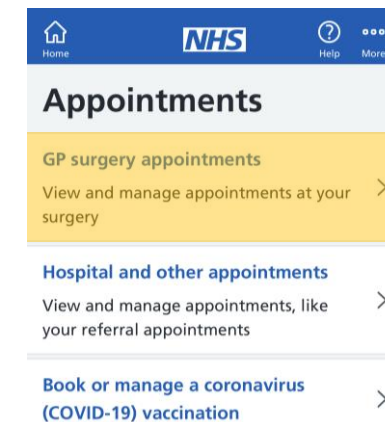 NHS
Home
Help
More
Appointments
GP surgery appointments
View and manage appointments at your
surgery
Hospital and other appointments
View and manage appointments, like
your referral appointments
Book or manage a coronavirus
(COVID-19) vaccination